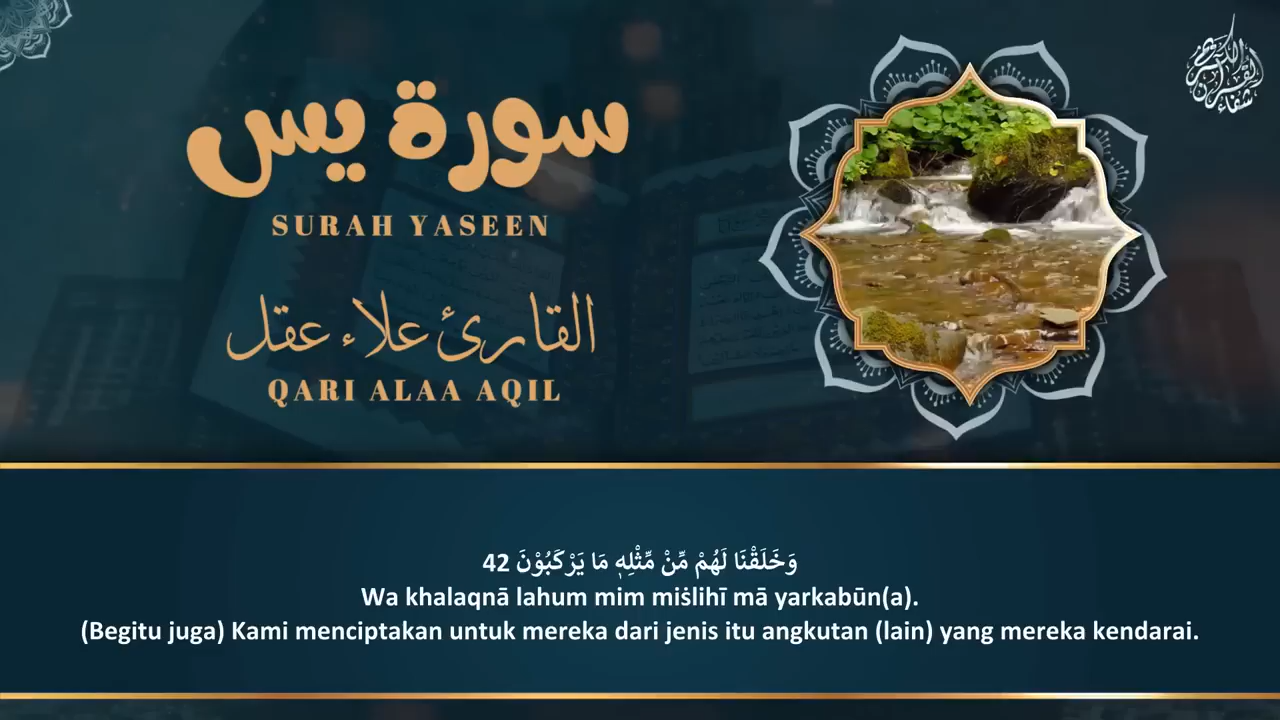 سورة يس
SURAH YASEEN
القارئ علاء عقل
QARI ALAA AQIL
وَخَلَقْنَا لَهُمْ مِّنْ مِّثْلِهٖ مَا يَرْكَبُوْنَ 42
Wa khalaqnā lahum mim miṡlihī mā yarkabūn(a).
(Begitu juga) Kami menciptakan untuk mereka dari jenis itu angkutan (lain) yang mereka kendarai.